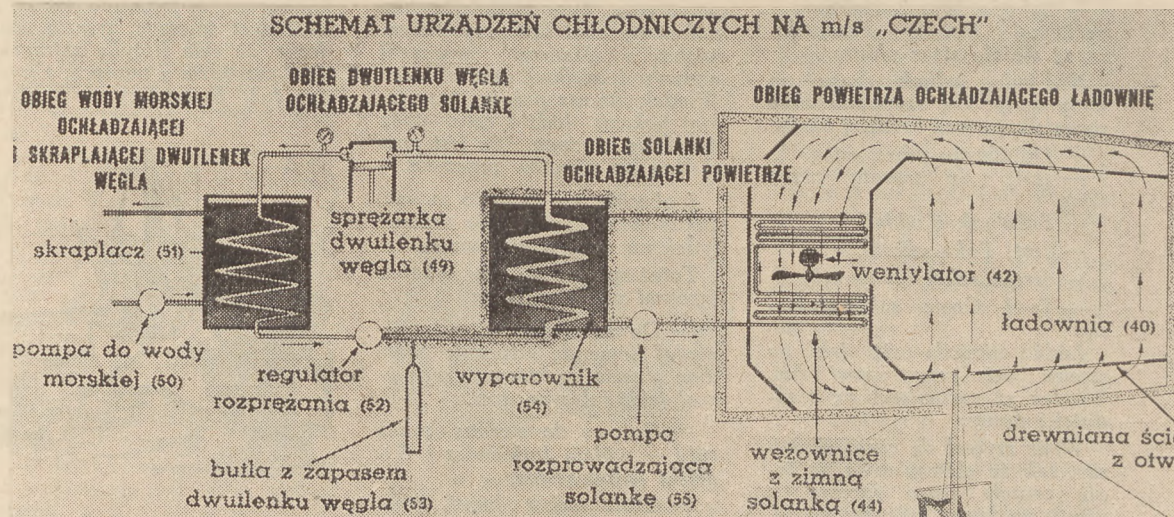 SCHEMAT URZĄDZEŃ CHŁODNICZYCH NA m/s „CZECH”
OBIEG WODY MORSKIEJ
OCHŁADZAJĄCEJ
I SKRAPLAJĄCEJ DWUTLENEK
WĘGLA
OBIEG DWUTLENKU WĘGLA
OCHŁADZAJĄCEGO SOLANKĘ
OBIEG SOLANKI
OCHŁADZAJĄCEJ POWIETRZE
OBIEG POWIETRZA OCHŁADZAJĄCEGO ŁADOWNIĘ
skraplacz (51)
sprężarka
dwutlenku
węgla (49)
wentylator (42)
ładownia (40)
pompa do wody
morskiej (50)
regulator
rozprężania (52)
wyparownik
(54)
butla z zapasem
dwutlenku węgla (53)
pompa
rozprowadzająca
solankę (55)
wężownice
z zimną
solanką (44)
drewniana
z